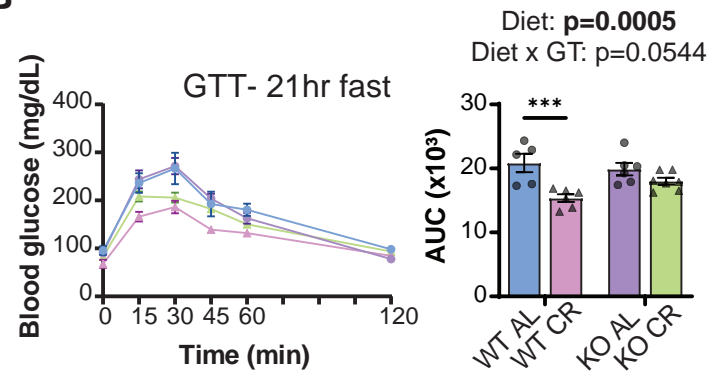 Diet: p=0.0005
Diet x GT: p=0.0544
GTT- 21hr fast
Blood glucose (mg/dL)
400
300
200
100
0
0 15 30 45 60 120
Time (min)
AUC (x10³)
30
20
10
0
***
WT AL
WT CR
KO AL
KO CR